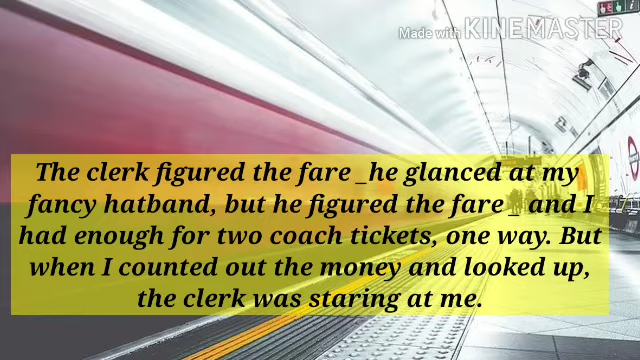 Made with KINEMASTER
The clerk figured the fare _he glanced at my
fancy hatband, but he figured the fare _ and I
had enough for two coach tickets, one way. But
when I counted out the money and looked up,
the clerk was staring at me.